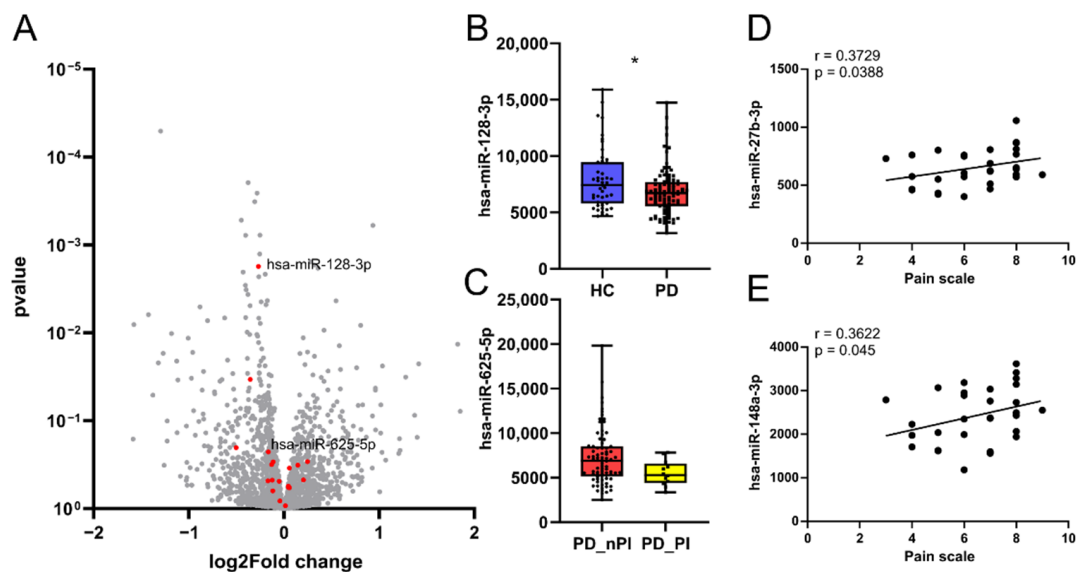 A
10⁻⁵
10⁻⁴
10⁻³
10⁻²
10⁻¹
10⁰
pvalue
hsa-miR-128-3p
hsa-miR-625-5p
−2
−1
0
1
2
log2Fold change
B
20,000
15,000
10,000
5000
0
hsa-miR-128-3p
*
HC
PD
C
25,000
20,000
15,000
10,000
5000
0
hsa-miR-625-5p
PD_nPI
PD_PI
D
r = 0.3729
p = 0.0388
1500
1000
500
0
hsa-miR-27b-3p
0
2
4
6
8
10
Pain scale
E
r = 0.3622
p = 0.045
4000
3000
2000
1000
0
hsa-miR-148a-3p
0
2
4
6
8
10
Pain scale